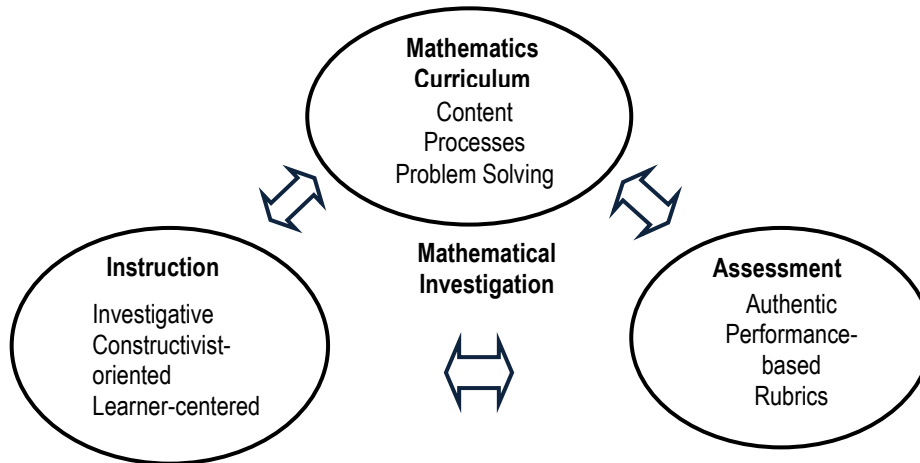 Mathematics
Curriculum
Content
Processes
Problem Solving
Mathematical
Investigation
Instruction
Investigative
Constructivist-
oriented
Learner-centered
Assessment
Authentic
Performance-
based
Rubrics